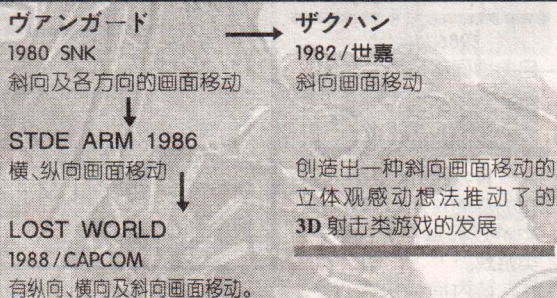 ヴァンガード
1980 SNK
斜向及各方向的画面移动
STDE ARM 1986
横、纵向画面移动
LOST WORLD
1988/CAPCOM
有纵向、横向及斜向画面移动。
ザクハン
1982/世嘉
斜向画面移动
创造出一种斜向画面移动的
立体观感动想法推动了的
3D 射击类游戏的发展